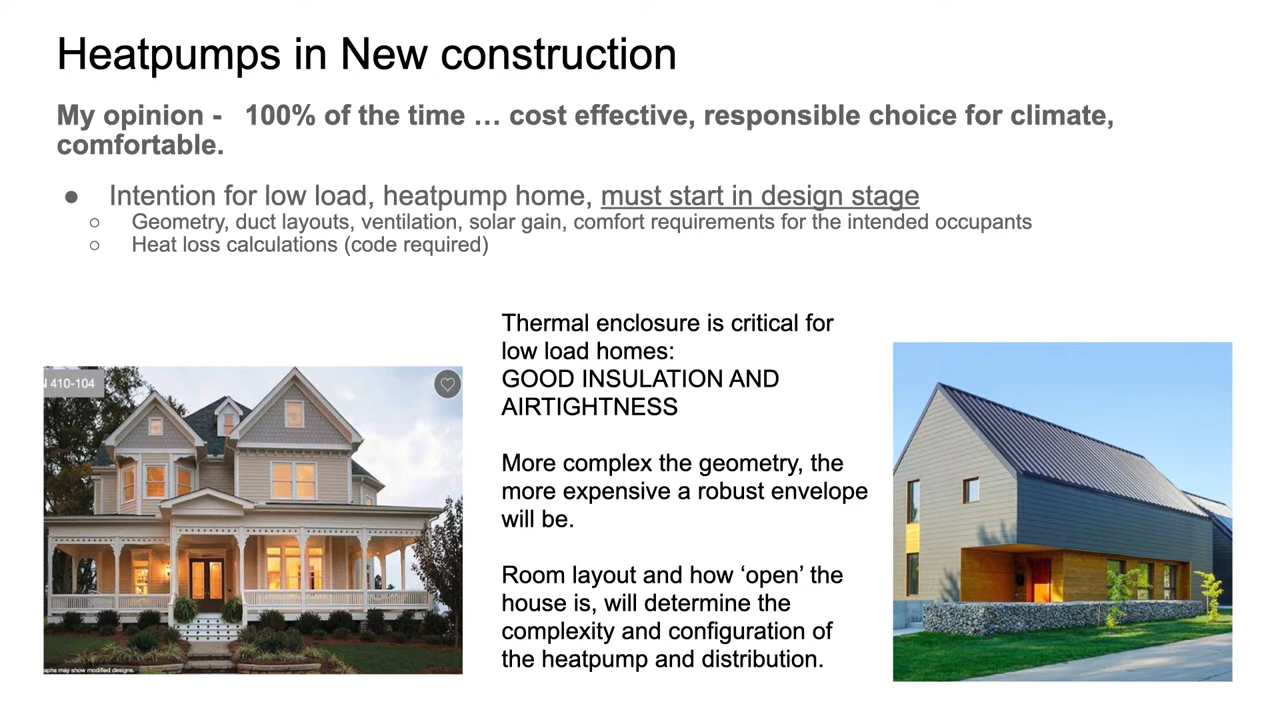 Heatpumps in New construction
My opinion -   100% of the time … cost effective, responsible choice for climate,
comfortable.
● Intention for low load, heatpump home, must start in design stage
○ Geometry, duct layouts, ventilation, solar gain, comfort requirements for the intended occupants
○ Heat loss calculations (code required)
Thermal enclosure is critical for
low load homes:
GOOD INSULATION AND
AIRTIGHTNESS
More complex the geometry, the
more expensive a robust envelope
will be.
Room layout and how ‘open’ the
house is, will determine the
complexity and configuration of
the heatpump and distribution.
410-104
may show modified designs.